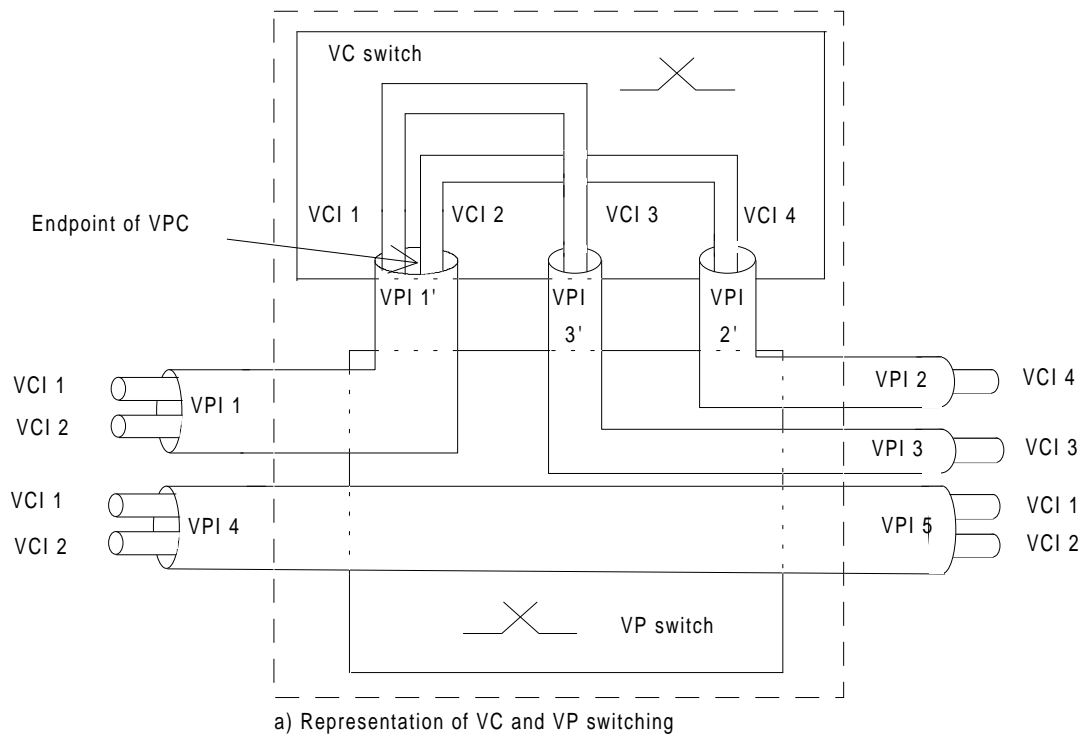 VC switch
VCI 1
VCI 2
VCI 3
VCI 4
Endpoint of VPC
VPI 1'
VPI
3'
VPI
2'
VCI 1
VCI 2
VPI 1
VPI 2
VCI 4
VPI 3
VCI 3
VCI 1
VCI 2
VPI 4
VPI 5
VCI 1
VCI 2
VP switch
a) Representation of VC and VP switching